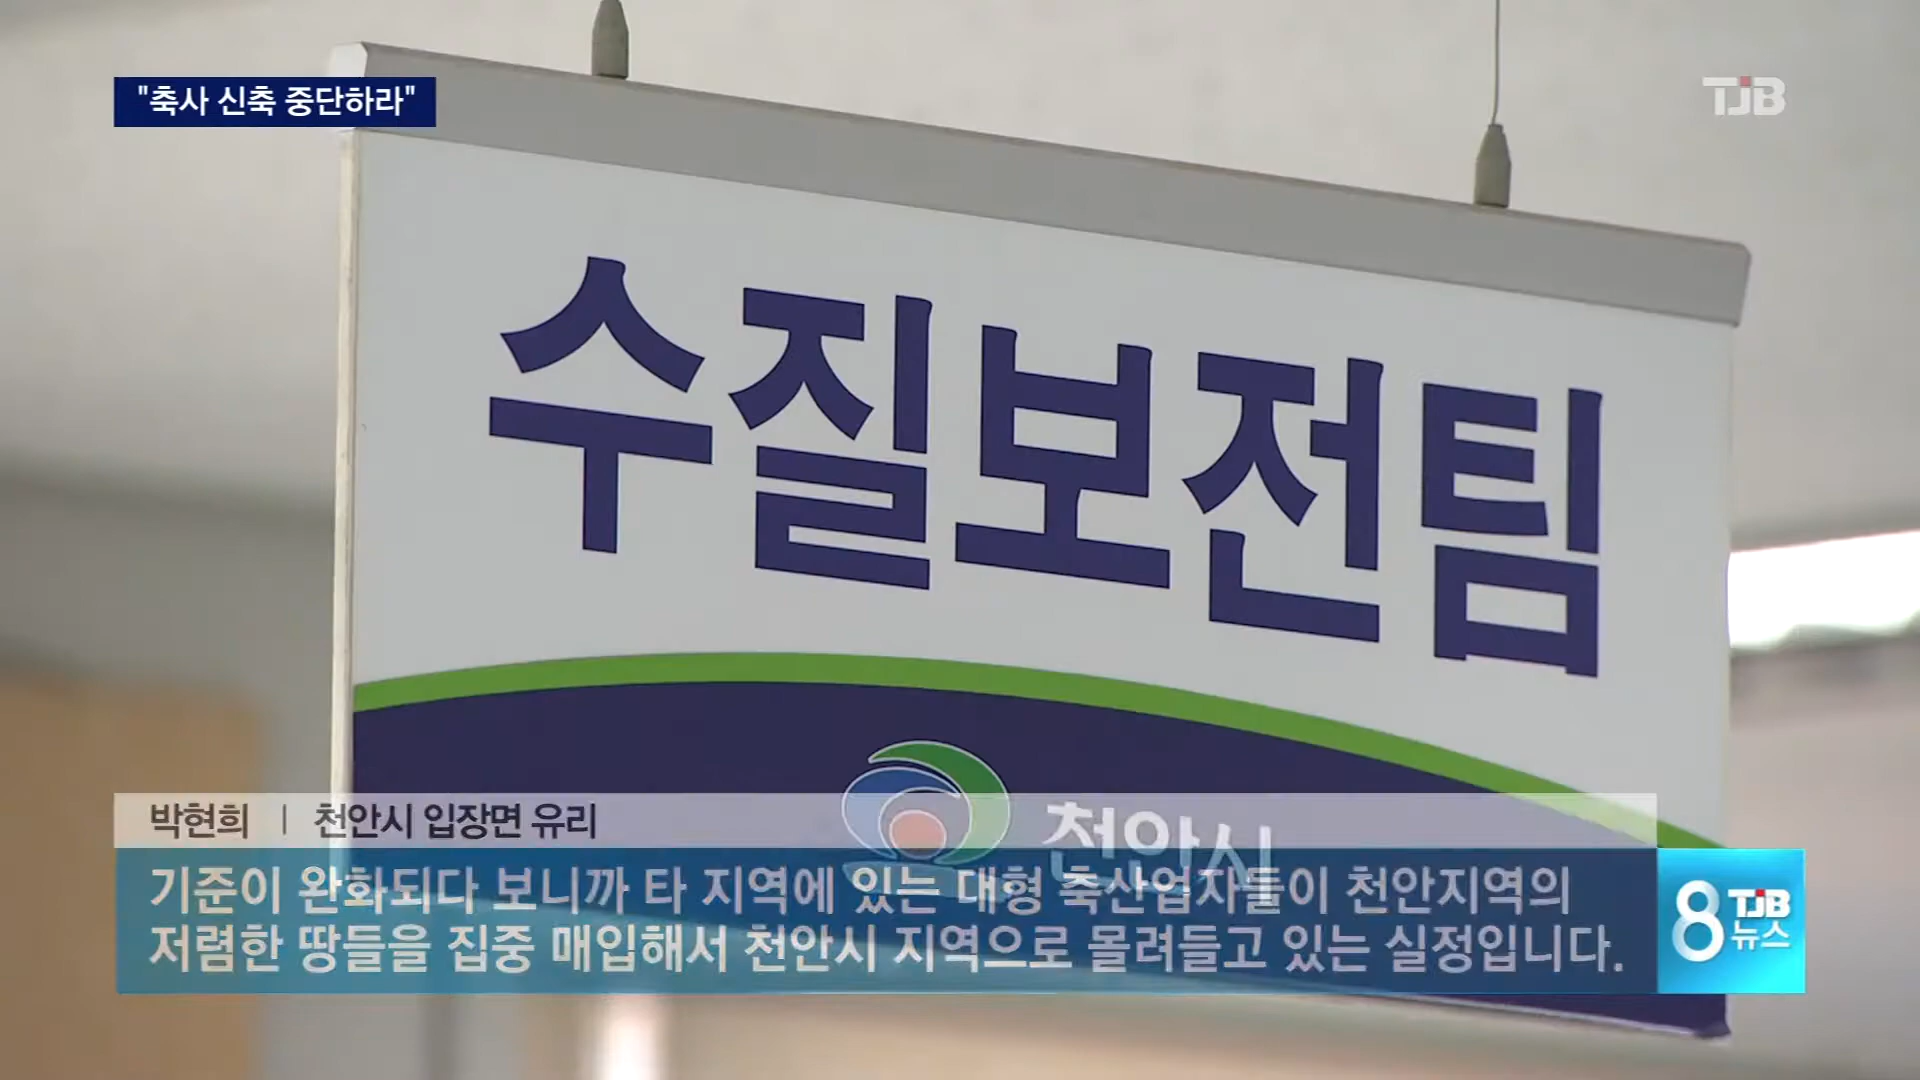 "축사 신축 중단하라"
TJB
수질보전팀
천안시
박현희 | 천안시 입장면 유리
기준이 완화되다 보니까 타 지역에 있는 대형 축산업자들이 천안지역의
저렴한 땅들을 집중 매입해서 천안시 지역으로 몰려들고 있는 실정입니다.
8 TJB
뉴스